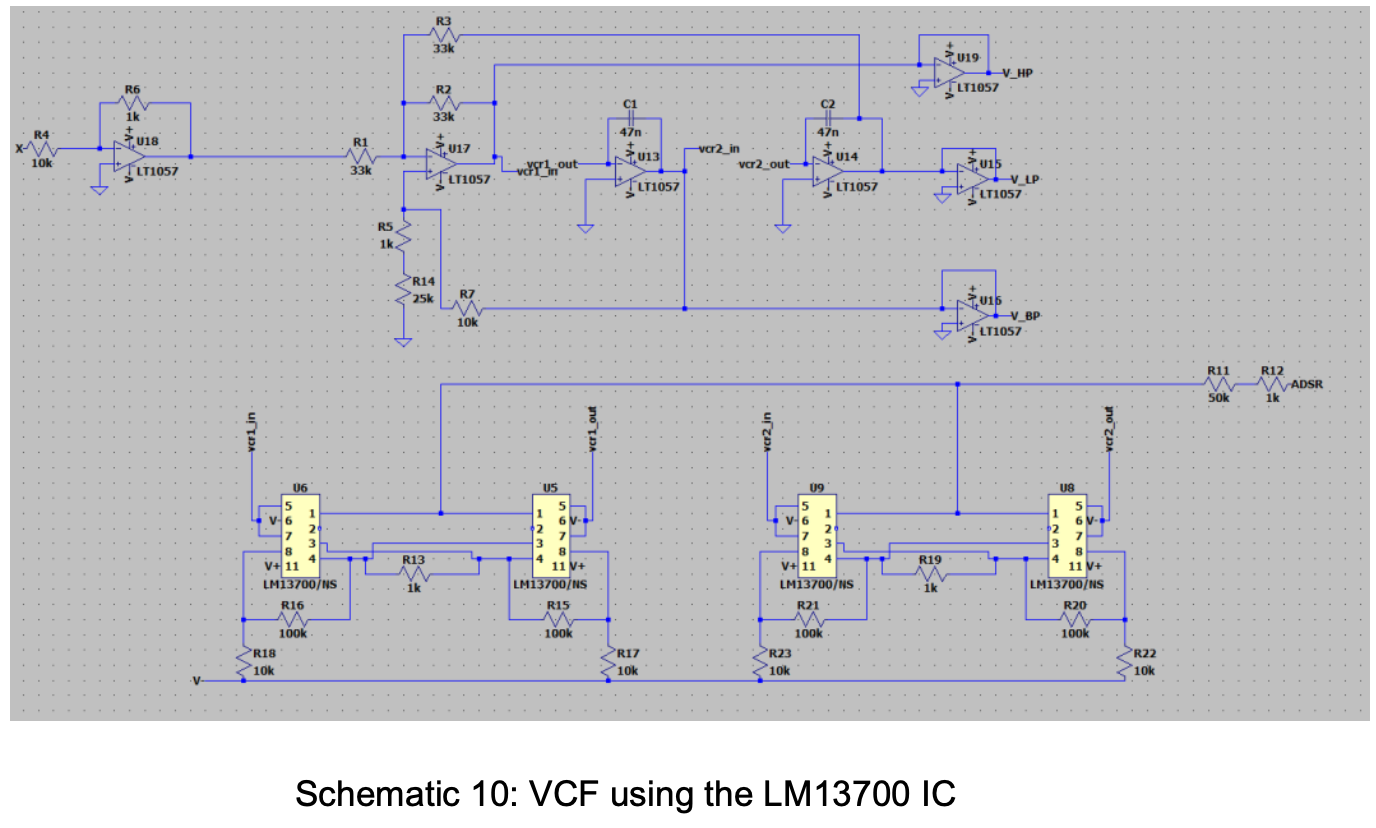 R3
33k
V+
U19
V_HP
V-
LT1057
R6
1k
R2
33k
C1
47n
C2
47n
R4
X
10k
V+
U18
V-
LT1057
R1
33k
V+
U17
V-
LT1057
vcr1_out
vcr1_in
V+
U13
V-
LT1057
vcr2_in
vcr2_out
V+
U14
V-
LT1057
V+
U15
V_LP
V-
LT1057
R5
1k
R14
25k
R7
10k
V+
U16
V_BP
V-
LT1057
R11
50k
R12
1k
ADSR
vcr1_in
vcr1_out
vcr2_in
vcr2_out
U6
5
V- 6
7
8
V+ 11
1
2
3
4
LM13700/NS
R13
1k
U5
1
2
3
4
5
6 V-
7
8
11 V+
LM13700/NS
U9
5
V- 6
7
8
V+ 11
1
2
3
4
LM13700/NS
R19
1k
U8
1
2
3
4
5
6 V-
7
8
11 V+
LM13700/NS
R16
100k
R15
100k
R21
100k
R20
100k
R18
10k
R17
10k
R23
10k
R22
10k
V-
Schematic 10: VCF using the LM13700 IC